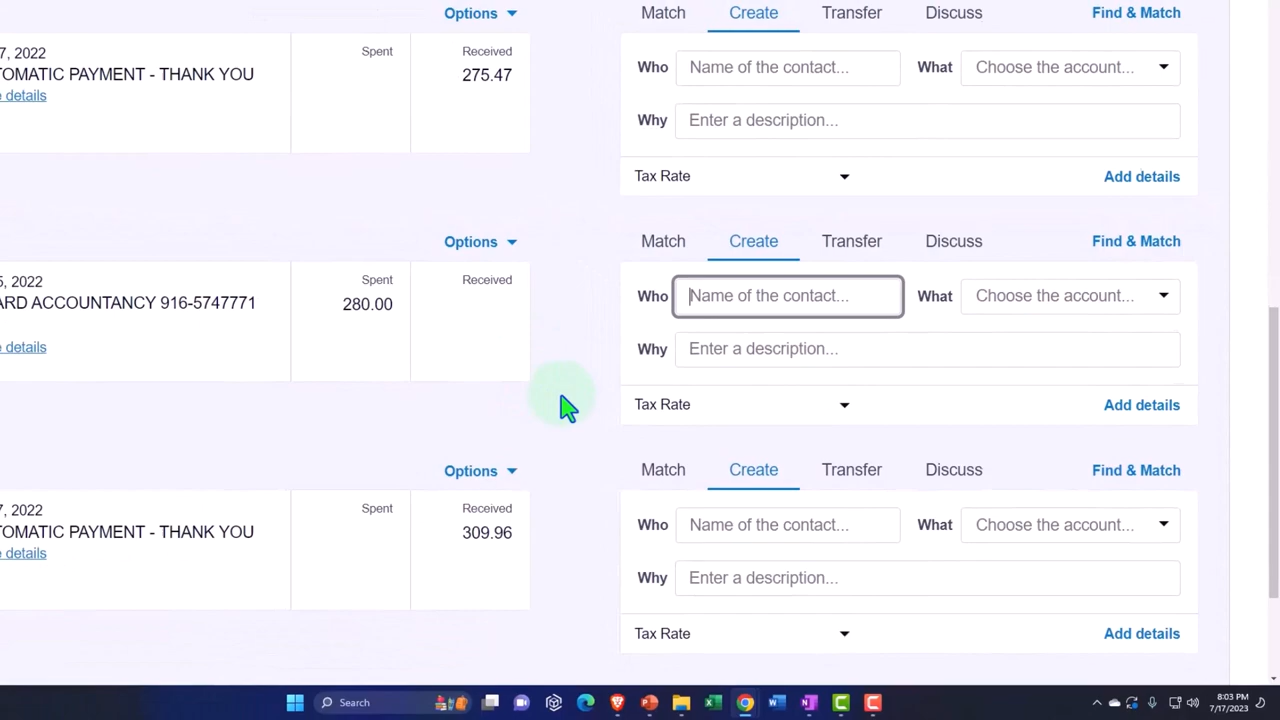 Options
Match Create Transfer Discuss Find & Match
7, 2022
Spent
Received
TOMATIC PAYMENT - THANK YOU
275.47
e details
Who Name of the contact... What Choose the account...
Why Enter a description...
Tax Rate Add details
Options
Match Create Transfer Discuss Find & Match
5, 2022
Spent
Received
ARD ACCOUNTANCY 916-5747771
280.00
e details
Who Name of the contact... What Choose the account...
Why Enter a description...
Tax Rate Add details
Options
Match Create Transfer Discuss Find & Match
7, 2022
Spent
Received
TOMATIC PAYMENT - THANK YOU
309.96
e details
Who Name of the contact... What Choose the account...
Why Enter a description...
Tax Rate Add details
Search
8:03 PM
7/17/2023